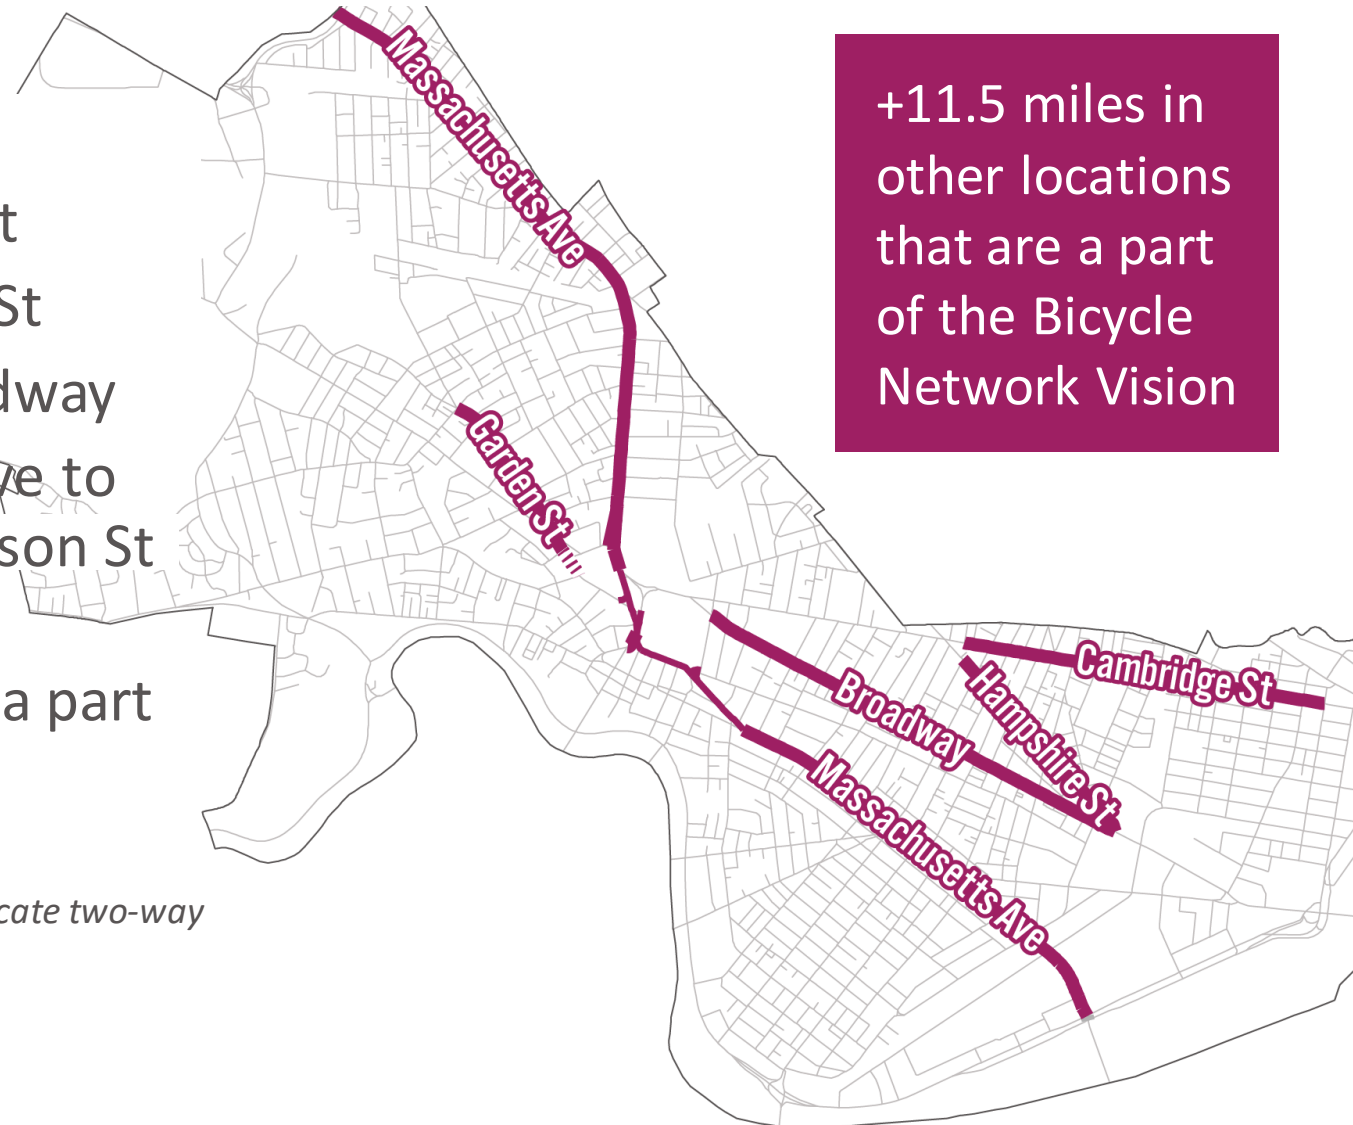 Massachusetts Ave
+11.5 miles in
other locations
that are a part
of the Bicycle
Network Vision
t
St
dway
ve to
son St
Garden St
a part
Cambridge St
Hampshire St
Broadway
Massachusetts Ave
cate two-way